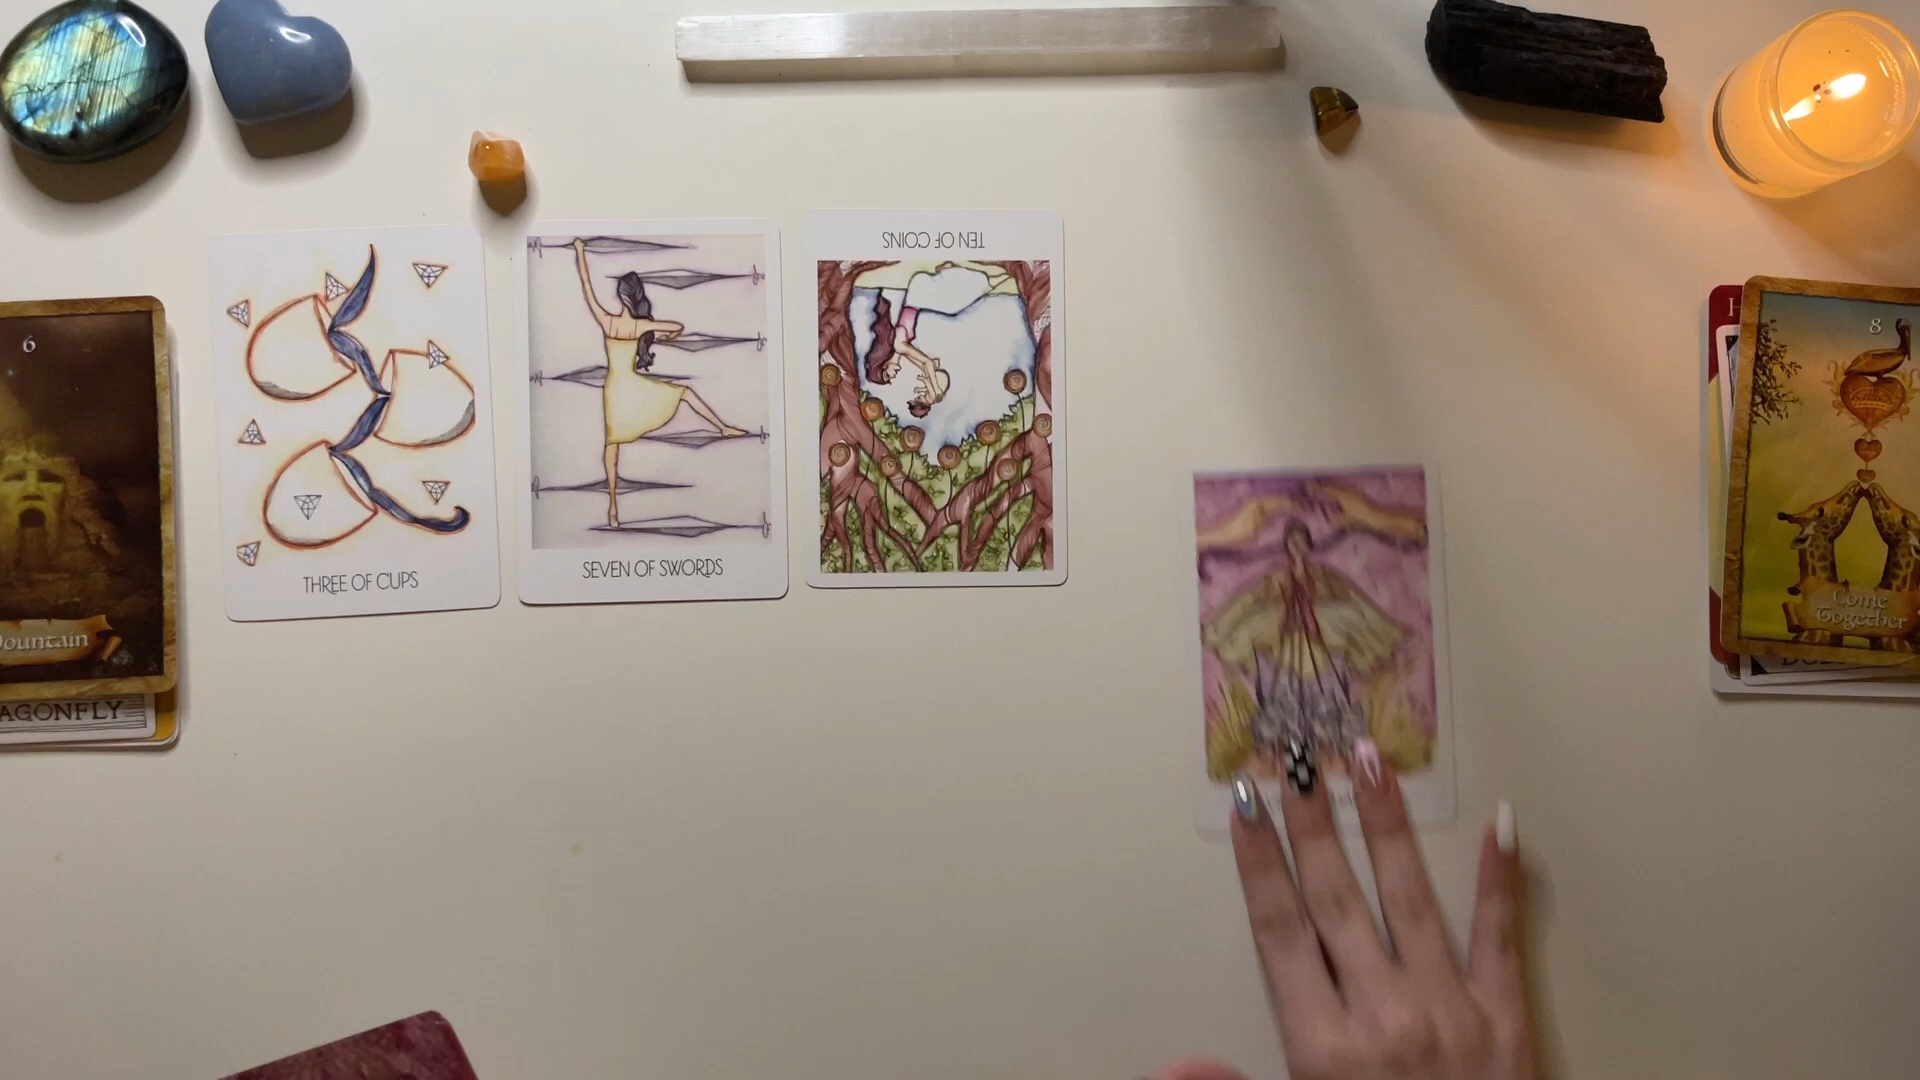 6
ountain
AGONFLY
THREE OF CUPS
SEVEN OF SWORDS
TEN OF COINS
8
Come
Together